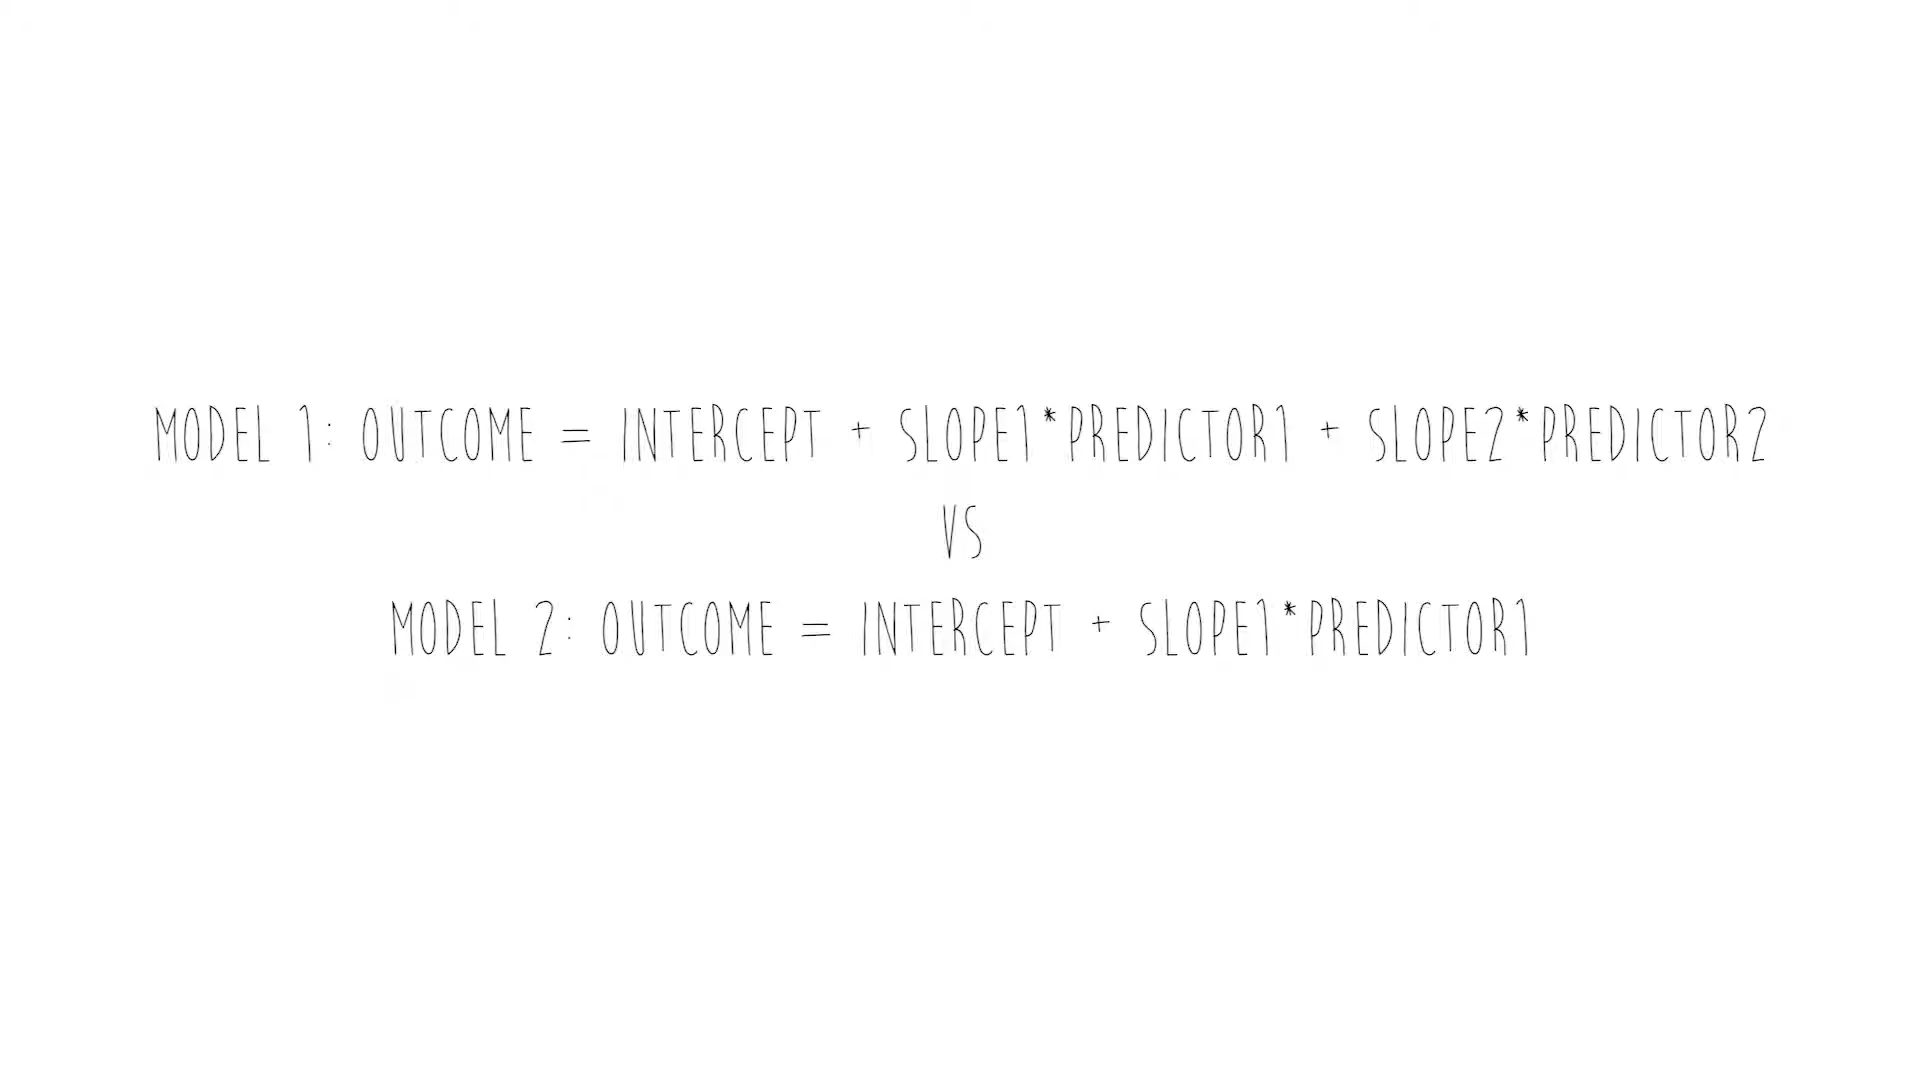 MODEL 1: OUTCOME = INTERCEPT + SLOPE1*PREDICTOR1 + SLOPE2*PREDICTOR2
VS
MODEL 2: OUTCOME = INTERCEPT + SLOPE1*PREDICTOR1